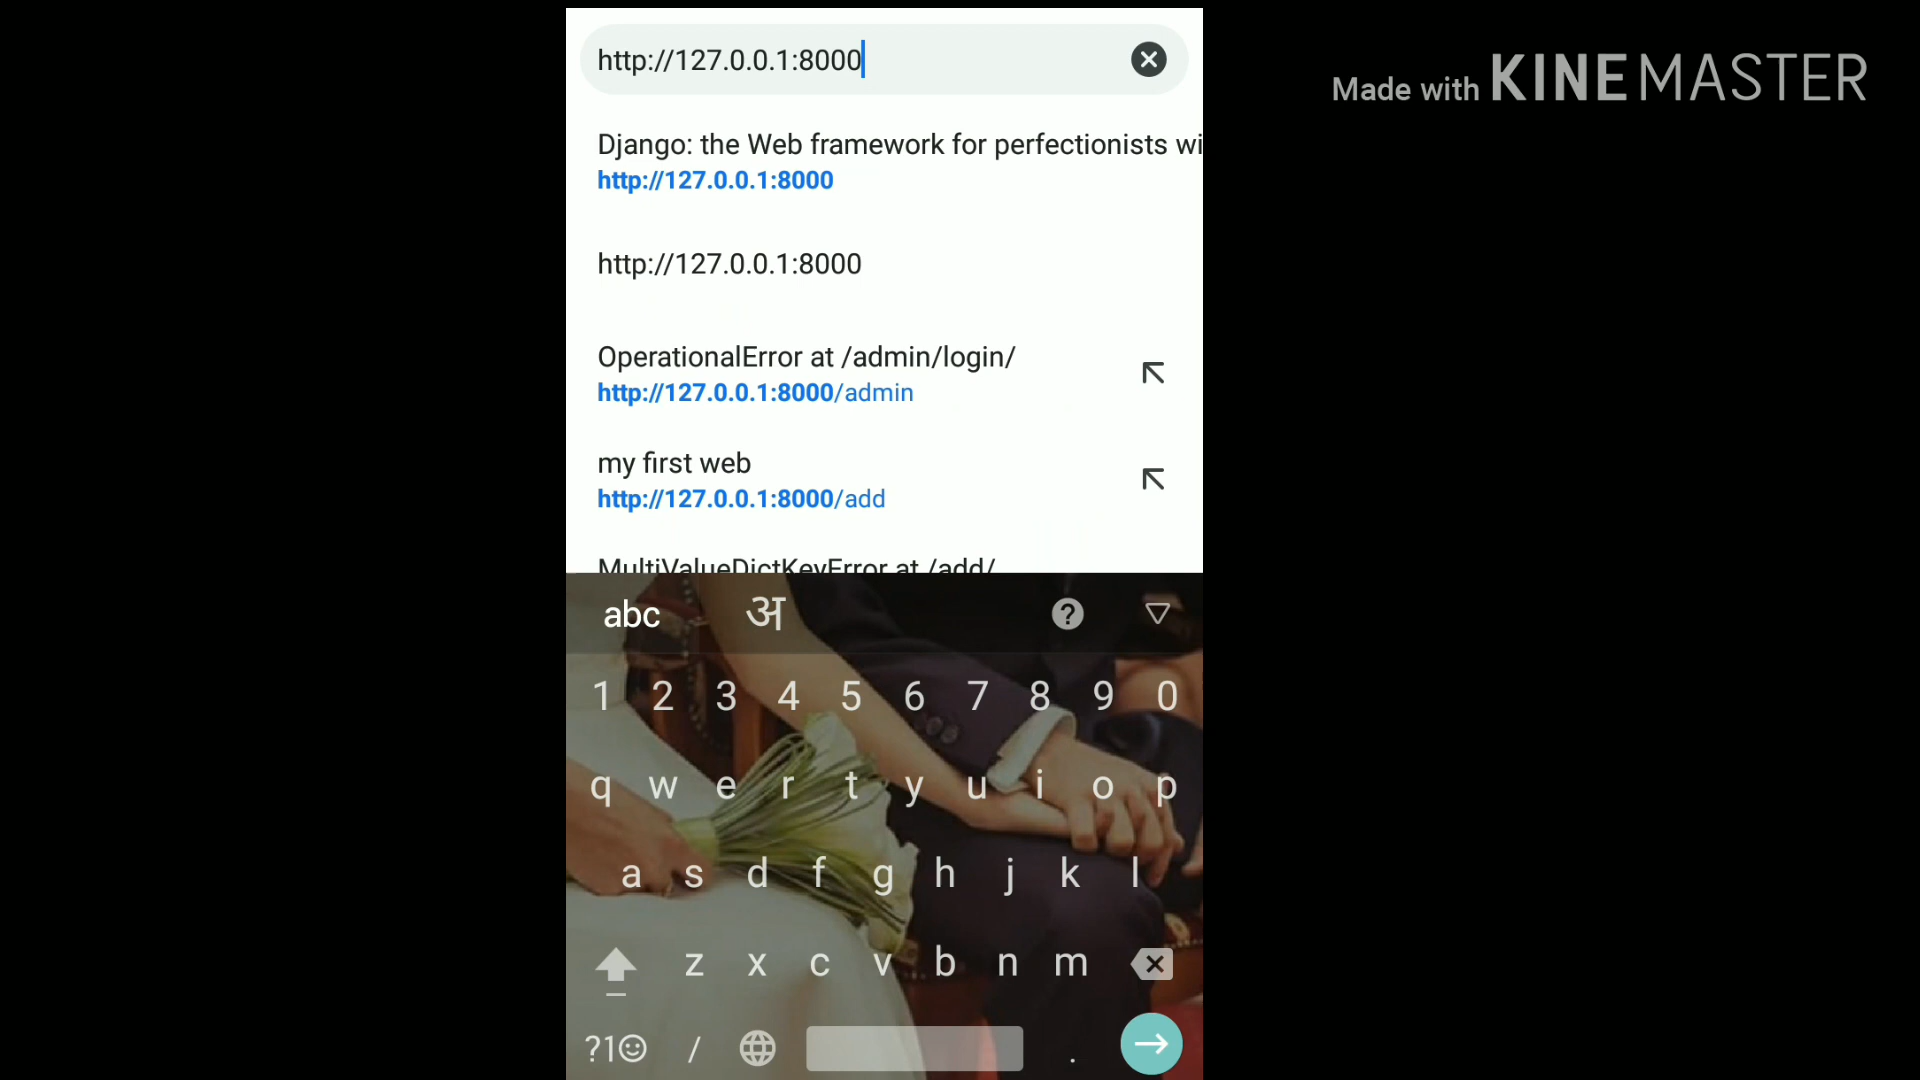 http://127.0.0.1:8000
Made with KINEMASTER
Django: the Web framework for perfectionists wi
http://127.0.0.1:8000
http://127.0.0.1:8000
OperationalError at /admin/login/
http://127.0.0.1:8000/admin
my first web
http://127.0.0.1:8000/add
MultiValueDictKeyError at /add/
abc अ ?
1 2 3 4 5 6 7 8 9 0
q w e r t y u i o p
a s d f g h j k l
z x c v b n m
?1☺ / .